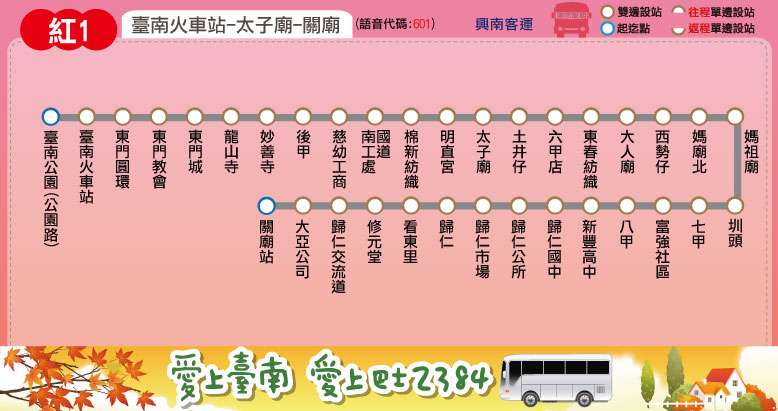 紅1
臺南火車站-太子廟-關廟
(語音代碼:601)
興南客運
雙邊設站
起迄點
往程單邊設站
返程單邊設站
臺南公園(公園路)
臺南火車站
東門圓環
東門教會
東門城
龍山寺
妙善寺
後甲
慈幼工商
國道南工處
棉新紡織
明直宮
太子廟
土井仔
六甲店
東春紡織
大人廟
西勢仔
媽廟北
媽祖廟
關廟站
大亞公司
歸仁交流道
修元堂
看東里
歸仁
歸仁市場
歸仁公所
歸仁國中
新豐高中
八甲
富強社區
七甲
圳頭
愛上臺南 愛上巴士2384